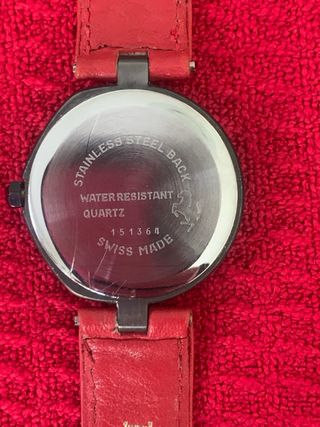 STAINLESS STEEL BACK
WATER RESISTANT
QUARTZ
151364
SWISS MADE